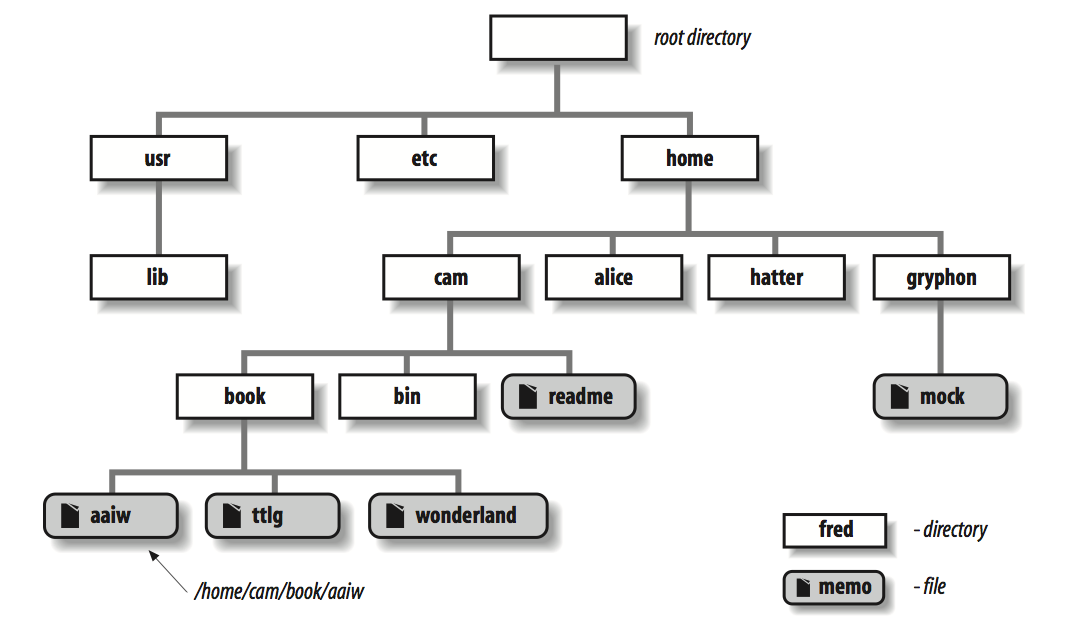 root directory
usr
etc
home
lib
cam
alice
hatter
gryphon
book
bin
readme
mock
aaiw
ttlg
wonderland
fred
- directory
/home/cam/book/aaiw
memo
- file